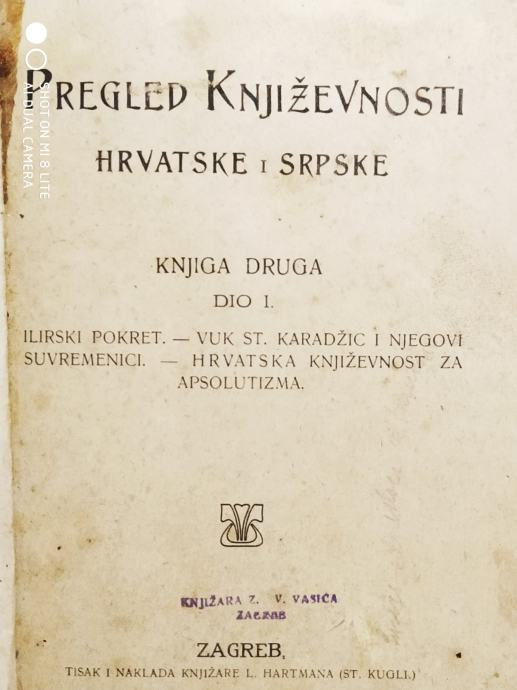 PREGLED KNJIŽEVNOSTI
HRVATSKE I SRPSKE
KNJIGA DRUGA
DIO I.
ILIRSKI POKRET. — VUK ST. KARADŽIC I NJEGOVI
SUVREMENICI. — HRVATSKA KNJIŽEVNOST ZA
APSOLUTIZMA.
KNJIŽARA Z. V. VASIĆA
ZAGREB
ZAGREB,
TISAK I NAKLADA KNJIŽARE L. HARTMANA (ST. KUGLI.)
SHOT ON MI 8 LITE
AI DUAL CAMERA